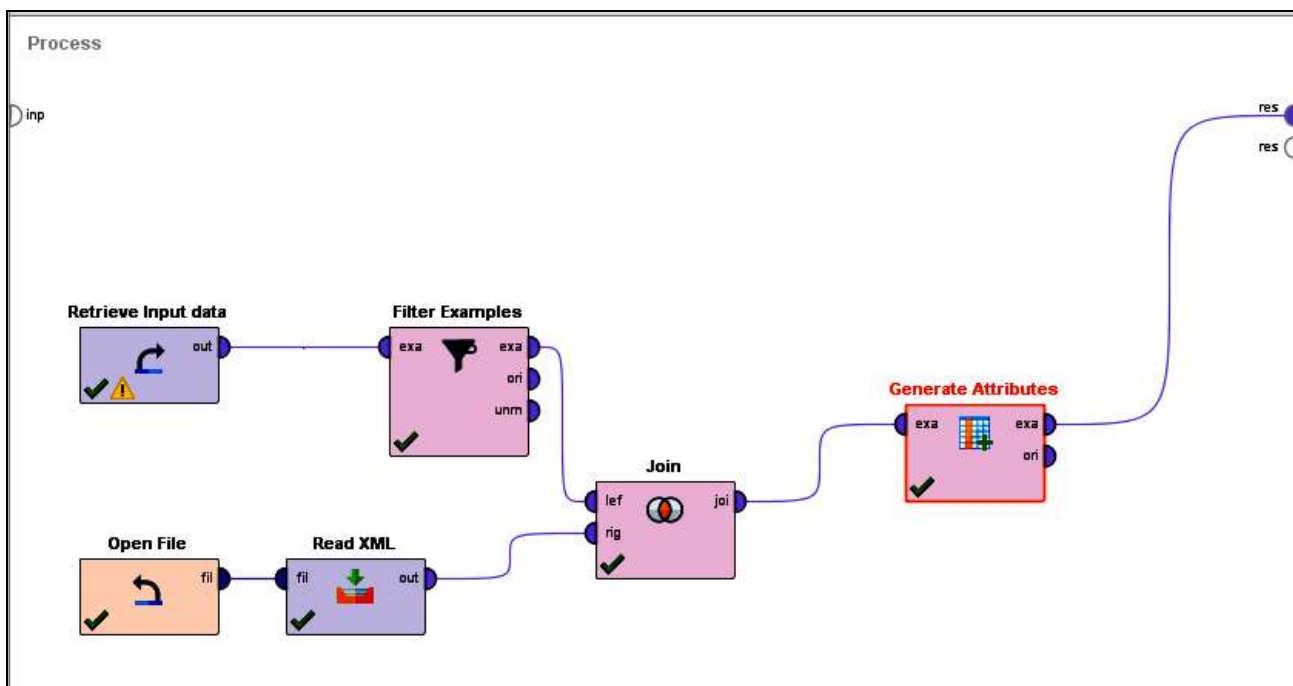 Process
inp
res
res
Retrieve Input data
out
Filter Examples
exa
exa
ori
unm
Generate Attributes
exa
exa
ori
Join
lef
joi
rig
Open File
fil
Read XML
fil
out